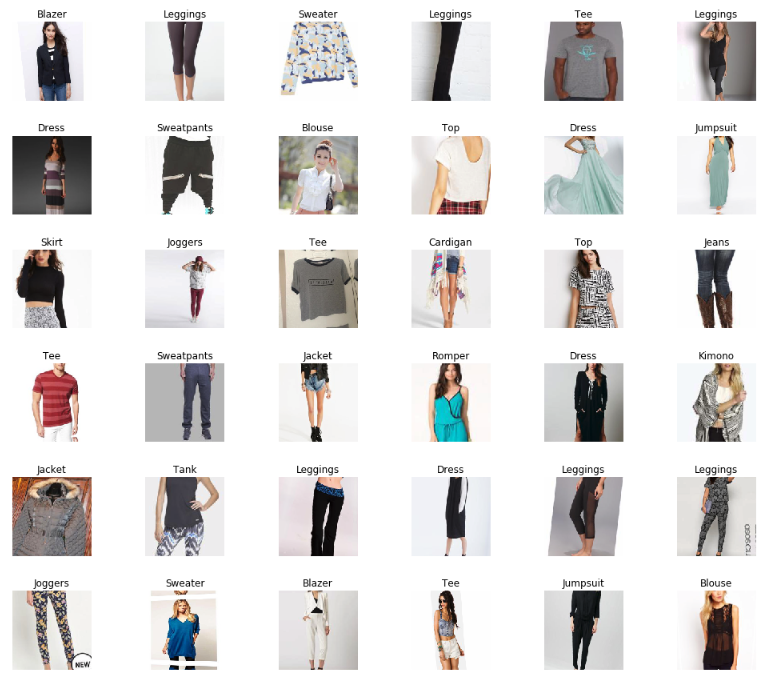 Blazer Leggings Sweater Leggings Tee Leggings
Dress Sweatpants Blouse Top Dress Jumpsuit
Skirt Joggers Tee Cardigan Top Jeans
Tee Sweatpants Jacket Romper Dress Kimono
Jacket Tank Leggings Dress Leggings Leggings
Joggers Sweater Blazer Tee Jumpsuit Blouse
NEW